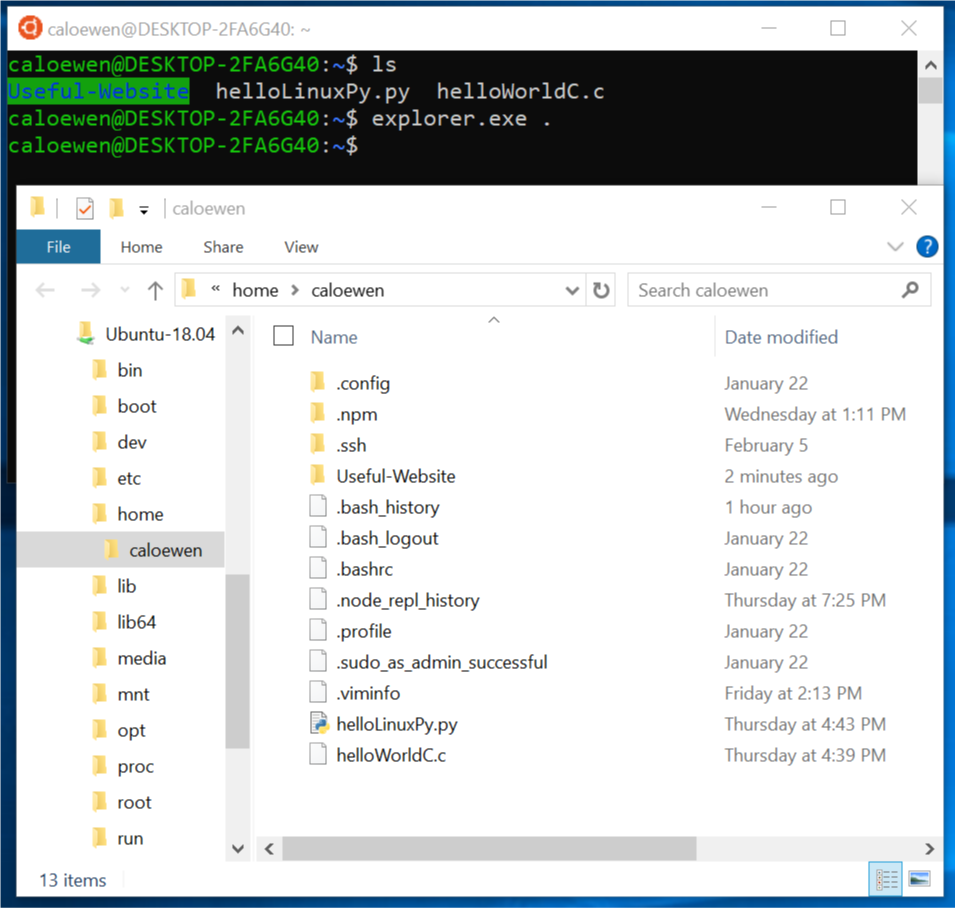 caloewen@DESKTOP-2FA6G40: ~
caloewen@DESKTOP-2FA6G40:~$ ls
Useful-Website helloLinuxPy.py helloWorldC.c
caloewen@DESKTOP-2FA6G40:~$ explorer.exe .
caloewen@DESKTOP-2FA6G40:~$
caloewen
File Home Share View ?
« home > caloewen
Search caloewen
Ubuntu-18.04
bin
boot
dev
etc
home
caloewen
lib
lib64
media
mnt
opt
proc
root
run
Name Date modified
.config January 22
.npm Wednesday at 1:11 PM
.ssh February 5
Useful-Website 2 minutes ago
.bash_history 1 hour ago
.bash_logout January 22
.bashrc January 22
.node_repl_history Thursday at 7:25 PM
.profile January 22
.sudo_as_admin_successful January 22
.viminfo Friday at 2:13 PM
helloLinuxPy.py Thursday at 4:43 PM
helloWorldC.c Thursday at 4:39 PM
13 items